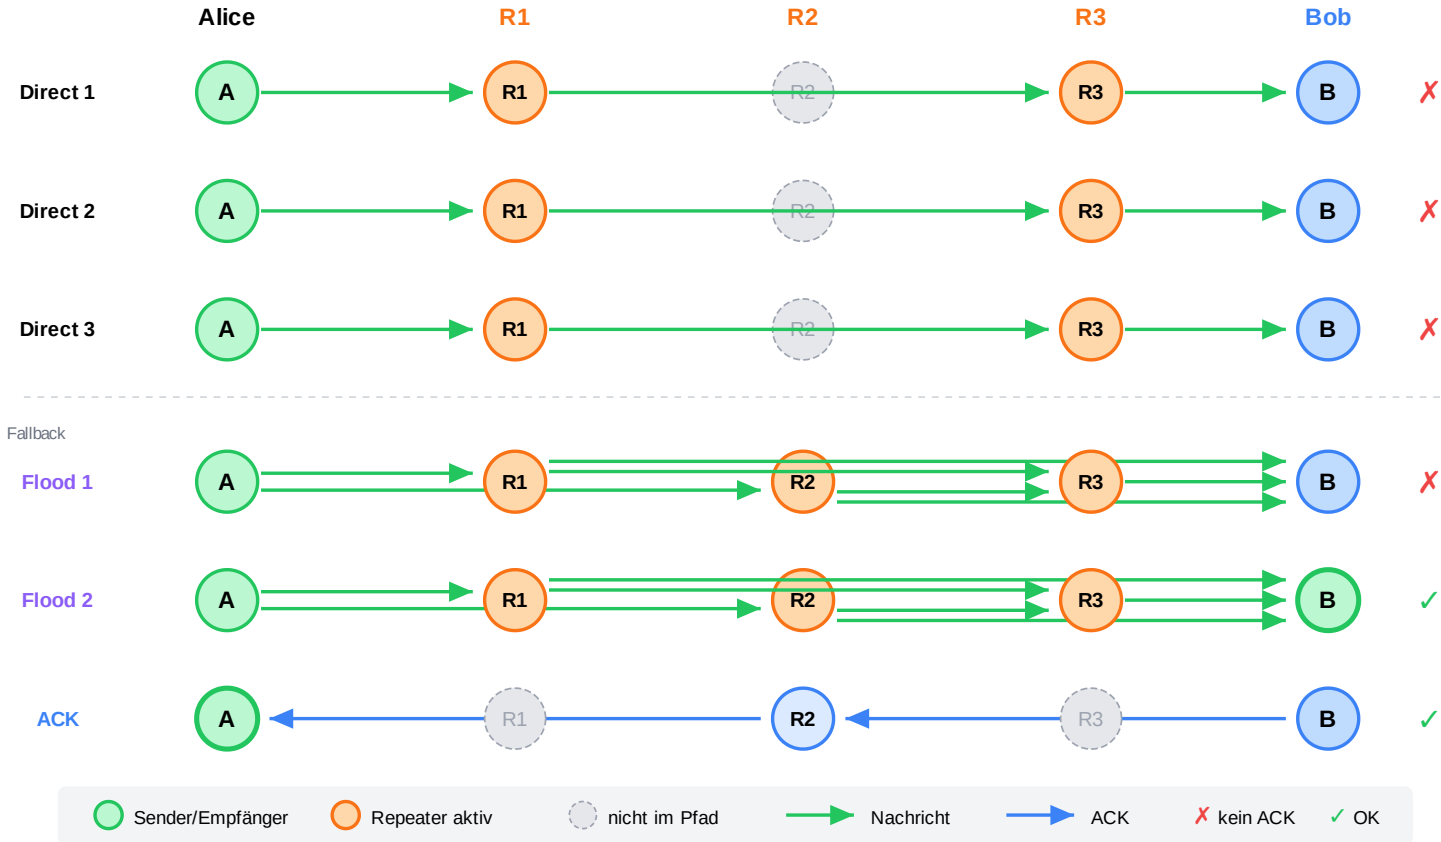 Alice R1 R2 R3 Bob
Direct 1 A R1 R2 R3 B ✗
Direct 2 A R1 R2 R3 B ✗
Direct 3 A R1 R2 R3 B ✗
Fallback
Flood 1 A R1 R2 R3 B ✗
Flood 2 A R1 R2 R3 B ✓
ACK A R1 R2 R3 B ✓
Sender/Empfänger Repeater aktiv nicht im Pfad Nachricht ACK ✗ kein ACK ✓ OK